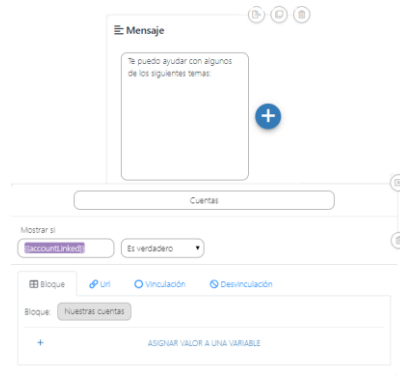 Mensaje
Te puedo ayudar con algunos
de los siguientes temas:
Cuentas
Mostrar si
{{accountLinked}} Es verdadero
Bloque Url Vinculación Desvinculación
Bloque: Nuestras cuentas
+ ASIGNAR VALOR A UNA VARIABLE